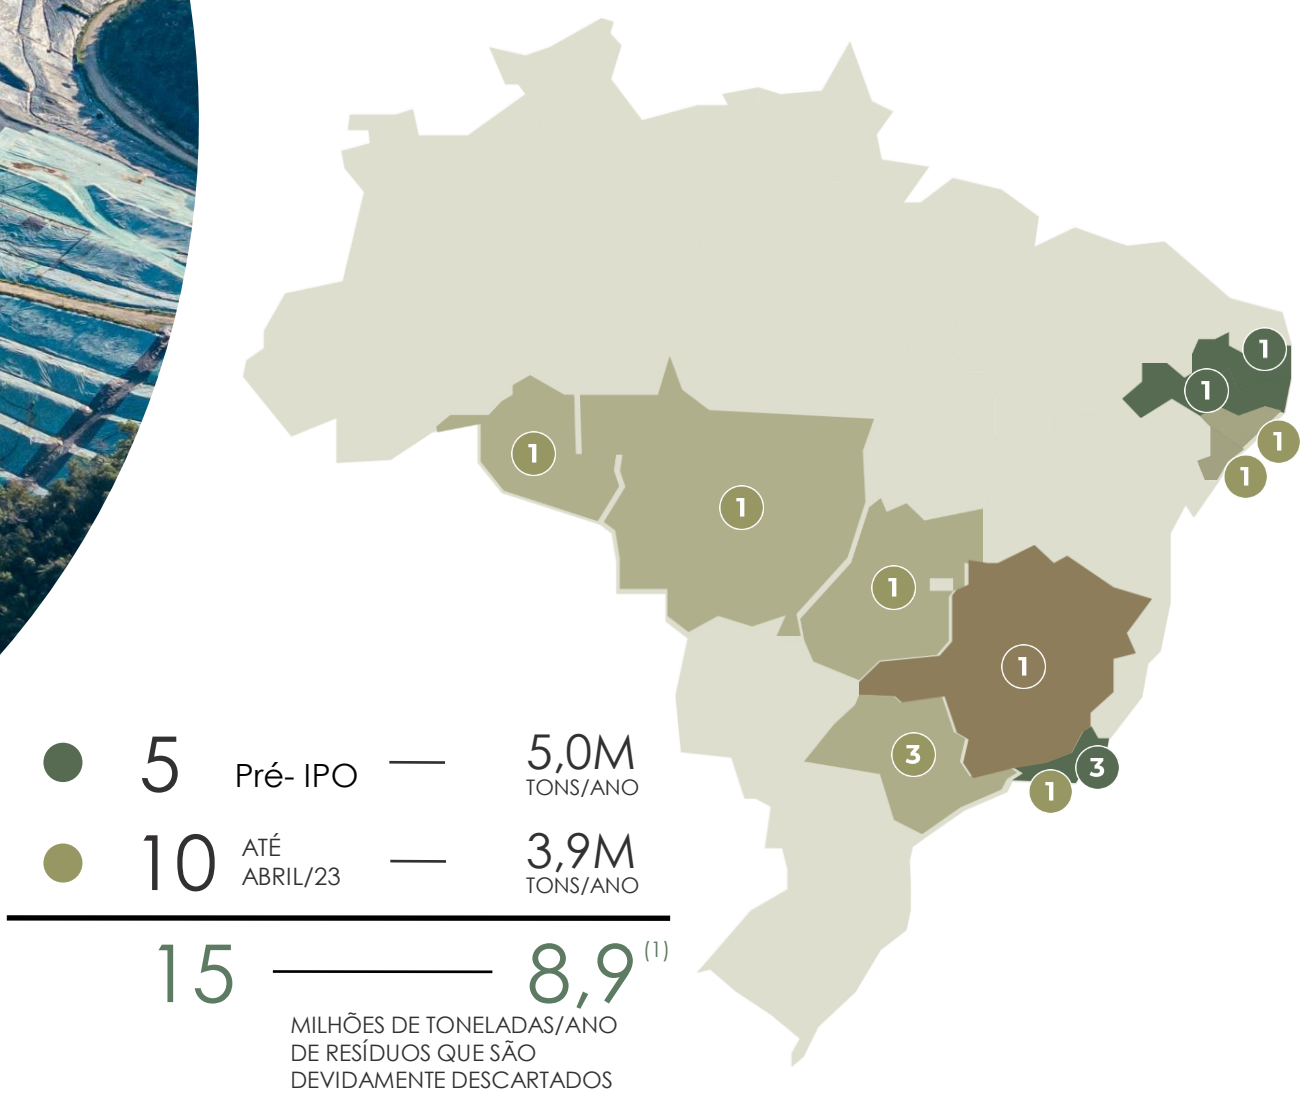 1
1
1
1
1
1
1
1
3
3
1
5 Pré- IPO — 5,0M
TONS/ANO
10 ATÉ
ABRIL/23 — 3,9M
TONS/ANO
15 — 8,9 (1)
MILHÕES DE TONELADAS/ANO
DE RESÍDUOS QUE SÃO
DEVIDAMENTE DESCARTADOS